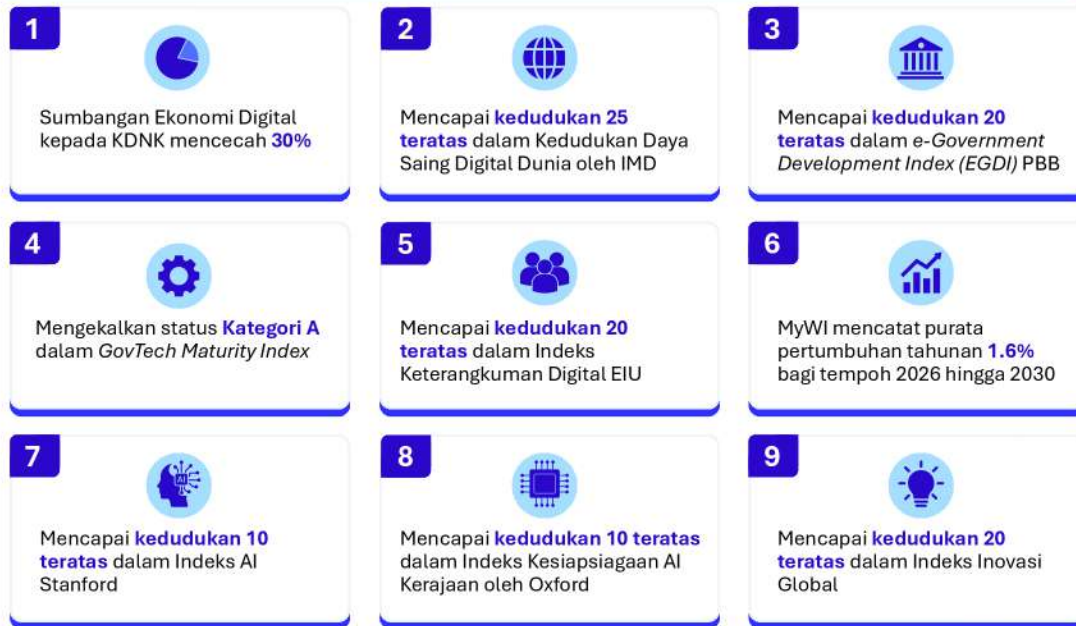 1
Sumbangan Ekonomi Digital
kepada KDNK mencecah 30%
2
Mencapai kedudukan 25
teratas dalam Kedudukan Daya
Saing Digital Dunia oleh IMD
3
Mencapai kedudukan 20
teratas dalam e-Government
Development Index (EGDI) PBB
4
Mengekalkan status Kategori A
dalam GovTech Maturity Index
5
Mencapai kedudukan 20
teratas dalam Indeks
Keterangkuman Digital EIU
6
MyWI mencatat purata
pertumbuhan tahunan 1.6%
bagi tempoh 2026 hingga 2030
7
AI
Mencapai kedudukan 10
teratas dalam Indeks AI
Stanford
8
Mencapai kedudukan 10 teratas
dalam Indeks Kesiapsiagaan AI
Kerajaan oleh Oxford
9
Mencapai kedudukan 20
teratas dalam Indeks Inovasi
Global